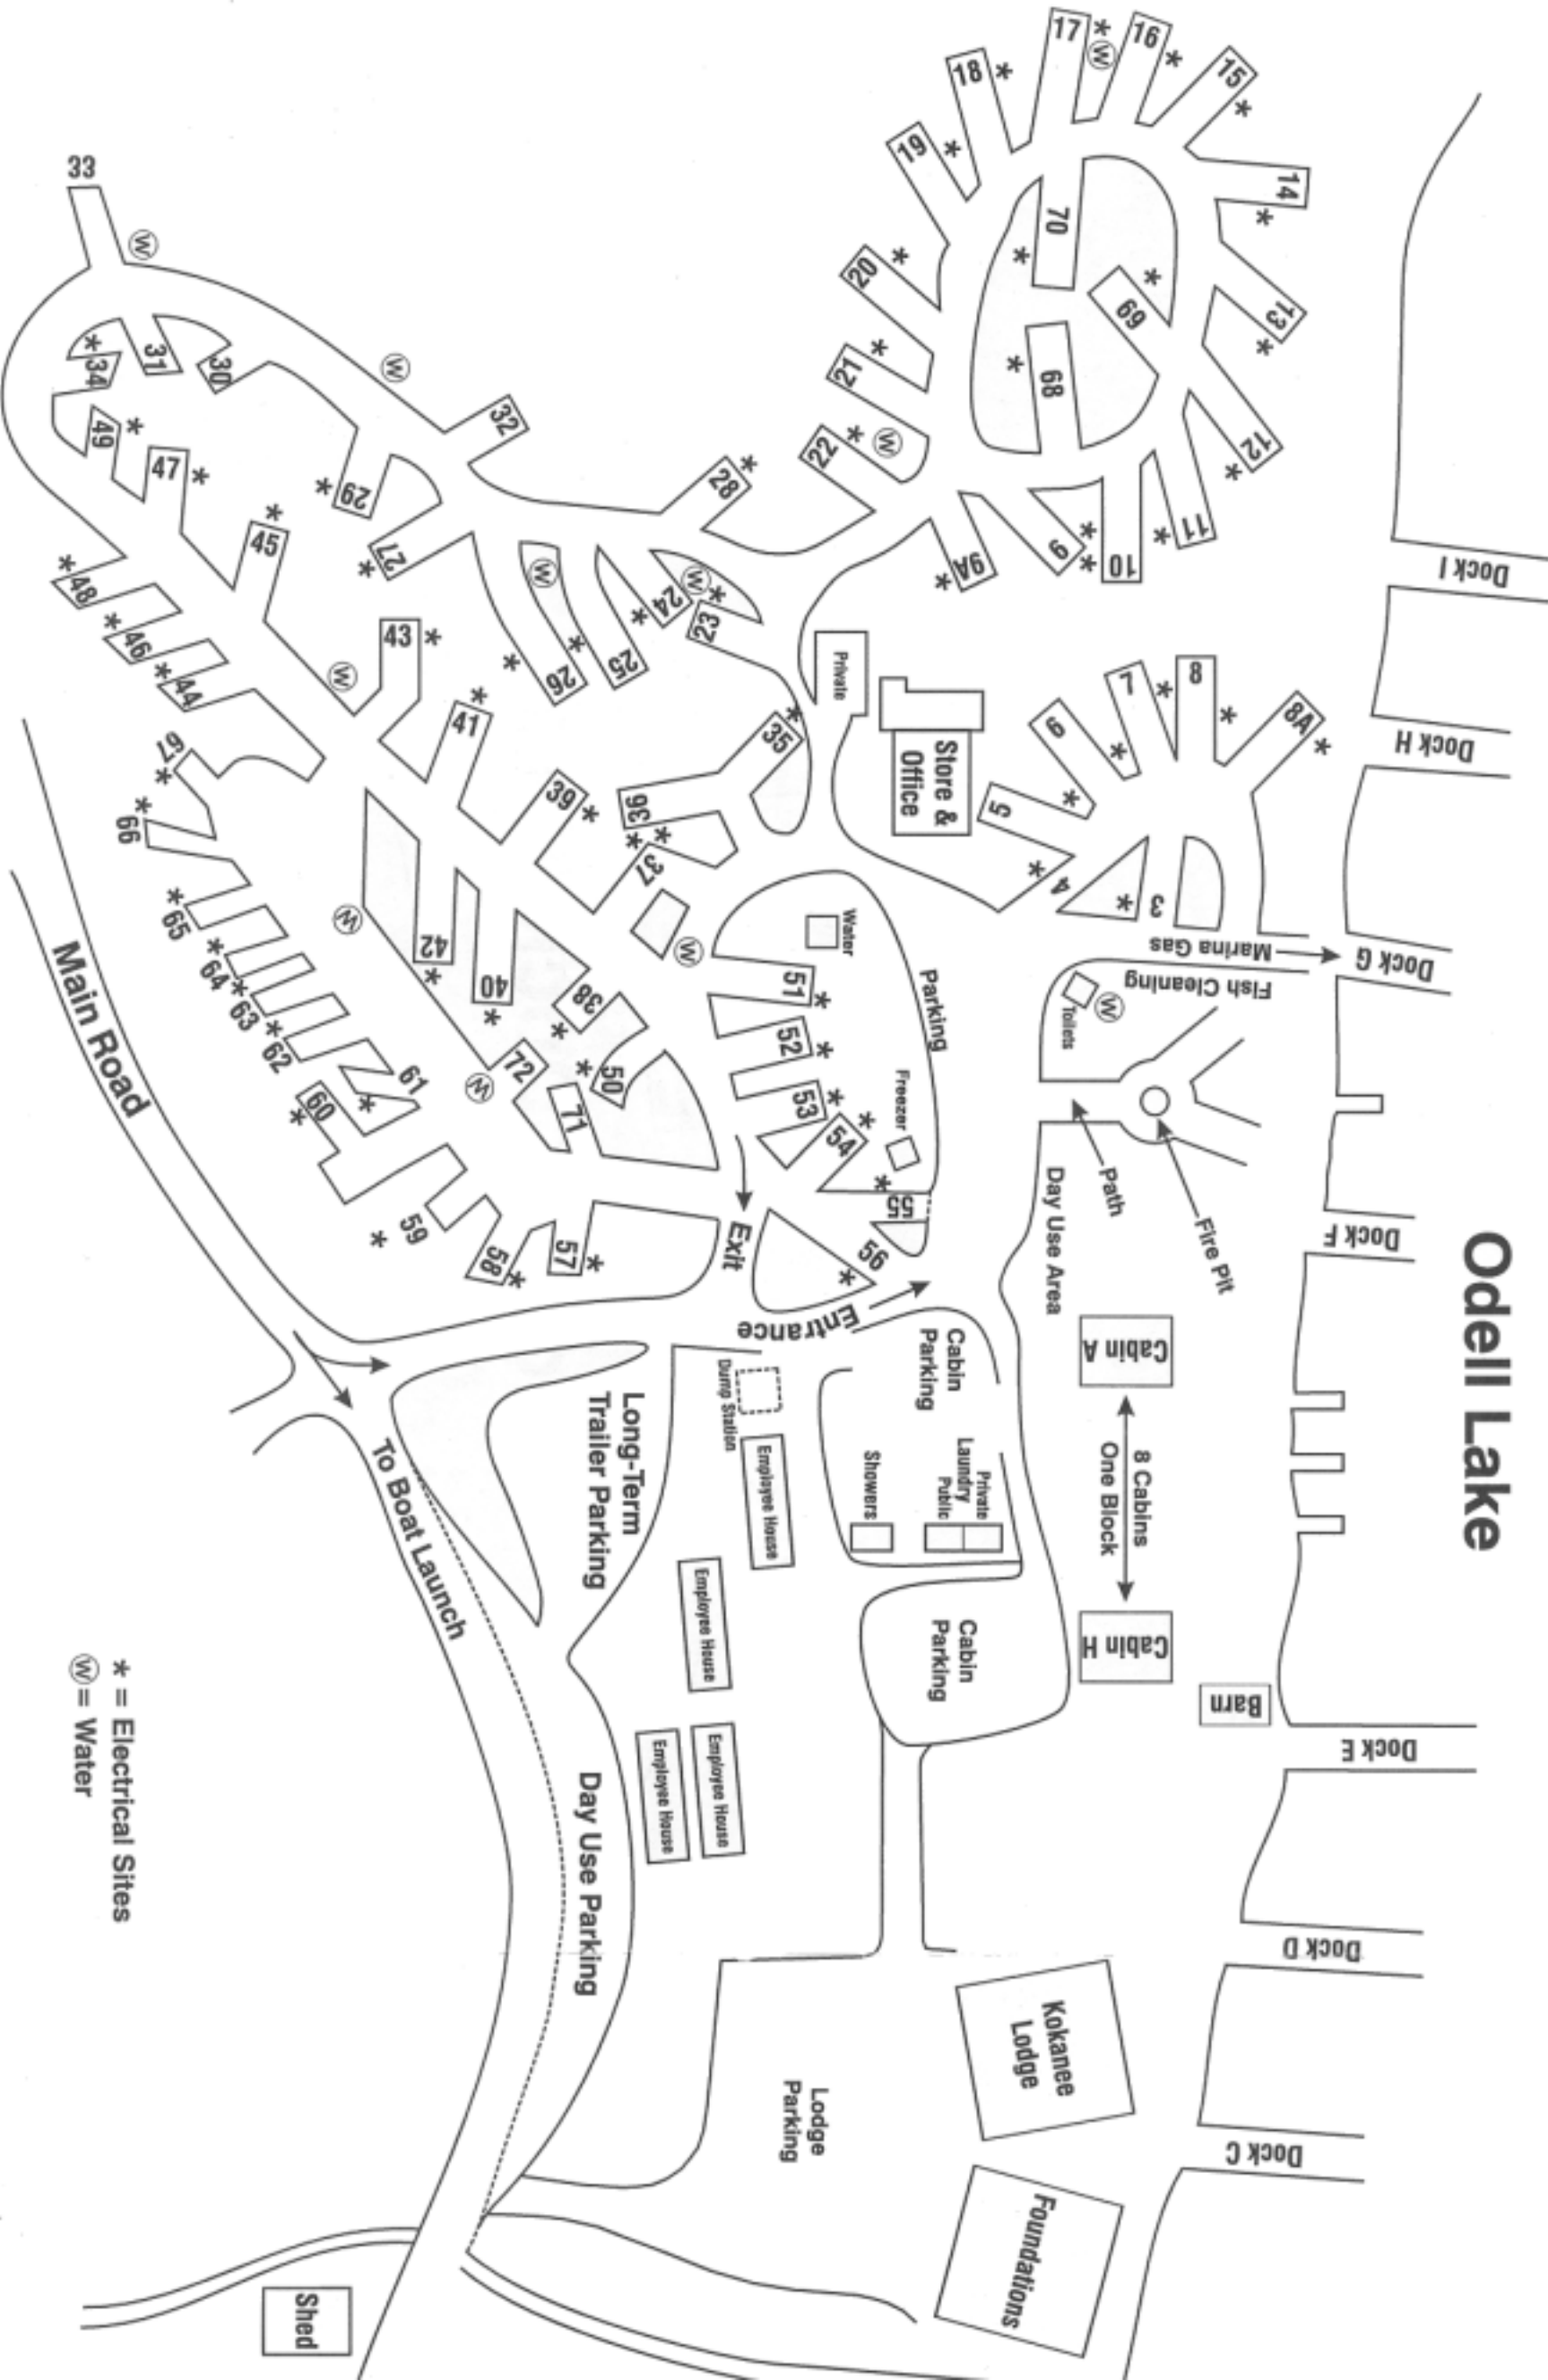 Odell Lake
Dock I
Dock H
Dock G
Dock F
Dock E
Dock D
Dock C
17
*
Ⓦ
16
*
15
*
14
*
13
*
12
*
11
*
10
*
9
*
9A
*
18
*
19
*
20
*
21
*
22
*
Ⓦ
70
*
69
*
68
*
8A
*
8
*
7
*
6
*
5
*
4
*
3
Marina Gas
Fish Cleaning
Private
Store &
Office
33
Ⓦ
Ⓦ
32
31
30
*
34
49
*
47
*
45
*
29
*
27
*
28
*
26
*
Ⓦ
25
*
24
*
Ⓦ
*
23
*
48
*
46
*
44
43
*
Ⓦ
41
*
39
*
35
*
36
*
37
*
Ⓦ
67
*
66
*
65
*
64
*
63
*
62
*
61
*
60
*
59
*
58
*
57
*
42
*
Ⓦ
40
*
38
*
50
*
72
Ⓦ
71
Water
Parking
Freezer
51
*
52
*
53
*
54
*
55
*
56
*
Toilets
Ⓦ
Path
Fire Pit
Day Use Area
Exit
Entrance
Main Road
Cabin A
8 Cabins
One Block
Cabin H
Barn
Cabin
Parking
Private
Laundry
Public
Showers
Cabin
Parking
Dump Station
Employee House
Employee House
Employee House
Employee House
Long-Term
Trailer Parking
To Boat Launch
Day Use Parking
Kokanee
Lodge
Lodge
Parking
Foundations
Shed
* = Electrical Sites
Ⓦ = Water